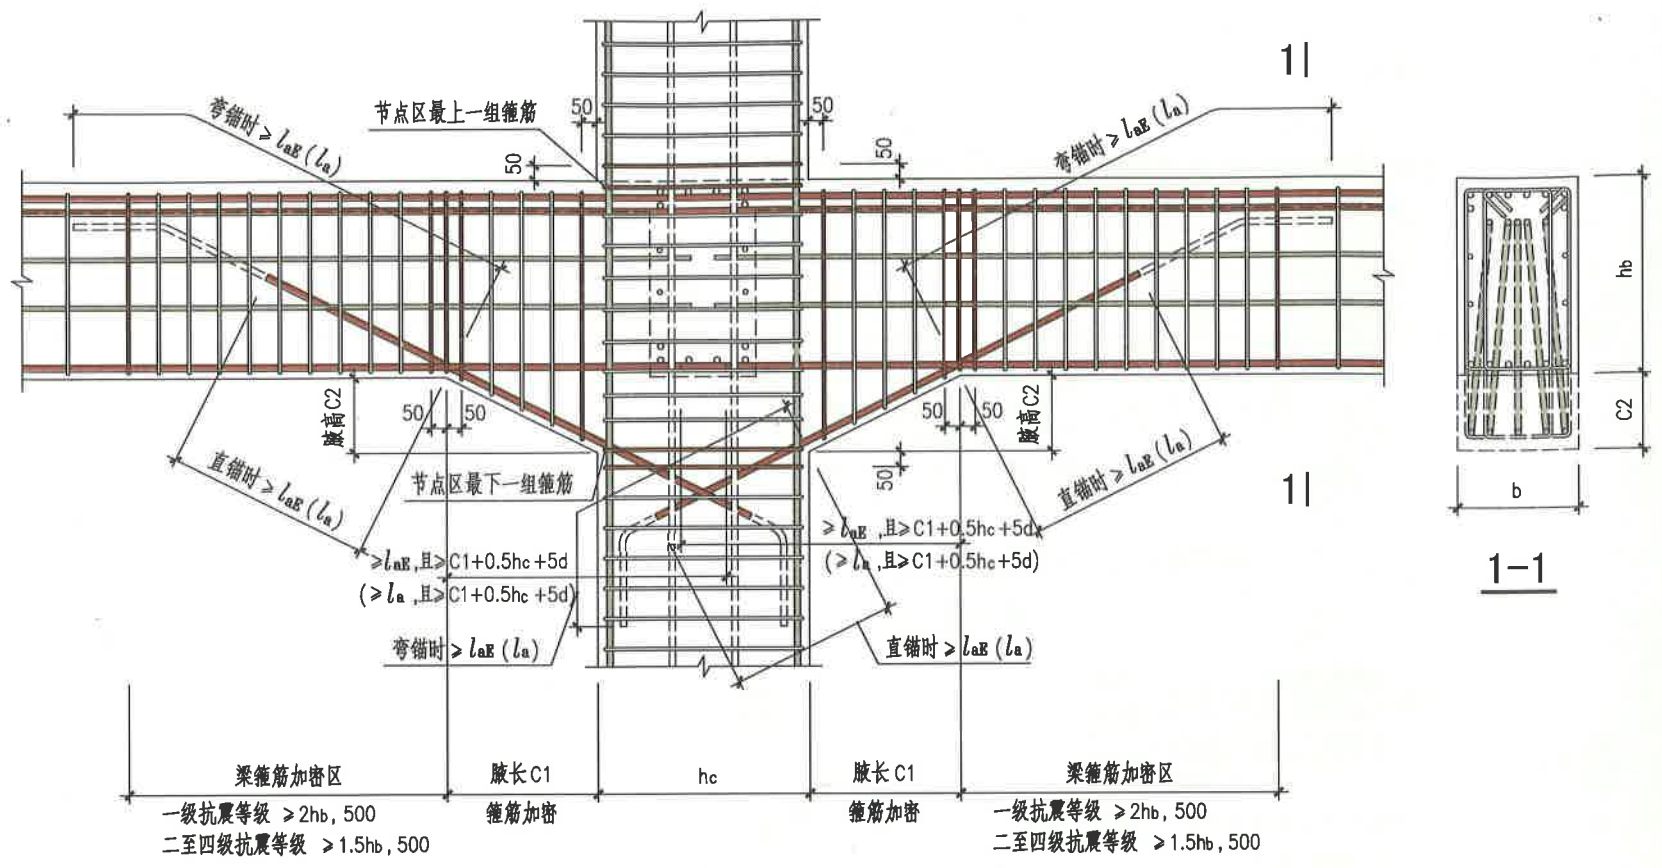 1|
弯锚时≥laE(la)
节点区最上一组箍筋
50
50
弯锚时≥laE(la)
50
50
hb
50
50
腋高C2
50
50
腋高C2
C2
直锚时≥laE(la)
节点区最下一组箍筋
50
直锚时≥laE(la)
1|
b
≥laE,且≥C1+0.5hc+5d
(≥la,且≥C1+0.5hc+5d)
≥laE,且≥C1+0.5hc+5d
(≥la,且≥C1+0.5hc+5d)
1-1
弯锚时≥laE(la)
直锚时≥laE(la)
梁箍筋加密区
腋长C1
hc
腋长C1
梁箍筋加密区
一级抗震等级 ≥2hb,500
箍筋加密
箍筋加密
一级抗震等级 ≥2hb,500
二至四级抗震等级 ≥1.5hb,500
二至四级抗震等级 ≥1.5hb,500